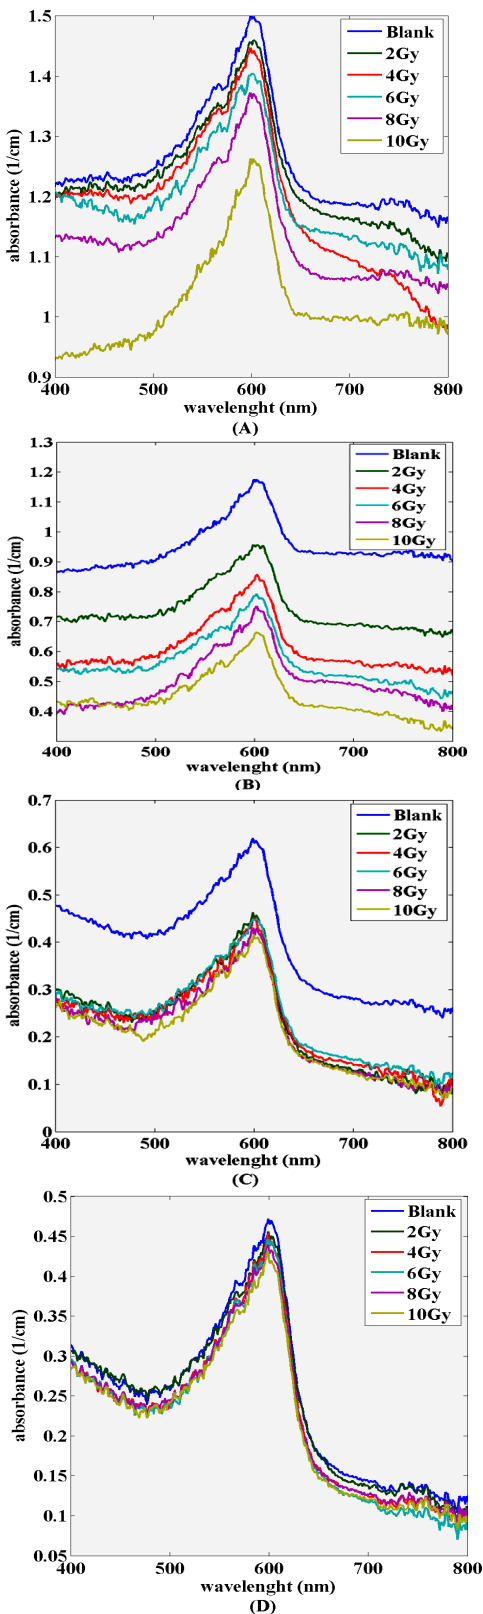 1.5
Blank
2Gy
4Gy
6Gy
8Gy
10Gy
1.4
1.3
1.2
1.1
1
0.9
absorbance (1/cm)
400 500 600 700 800
wavelenght (nm)
(A)
1.3
Blank
2Gy
4Gy
6Gy
8Gy
10Gy
1.2
1.1
1
0.9
0.8
0.7
0.6
0.5
0.4
absorbance (1/cm)
400 500 600 700 800
wavelenght (nm)
(B)
0.7
Blank
2Gy
4Gy
6Gy
8Gy
10Gy
0.6
0.5
0.4
0.3
0.2
0.1
0
absorbance (1/cm)
400 500 600 700 800
wavelenght (nm)
(C)
0.5
Blank
2Gy
4Gy
6Gy
8Gy
10Gy
0.45
0.4
0.35
0.3
0.25
0.2
0.15
0.1
0.05
absorbance (1/cm)
400 500 600 700 800
wavelenght (nm)
(D)